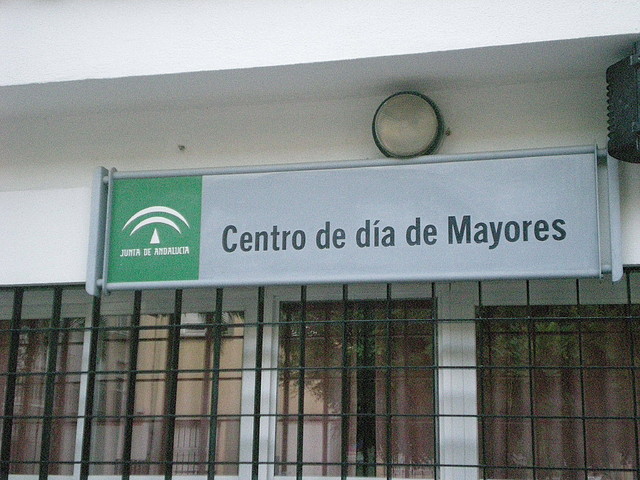 JUNTA DE ANDALUCIA
Centro de día de Mayores